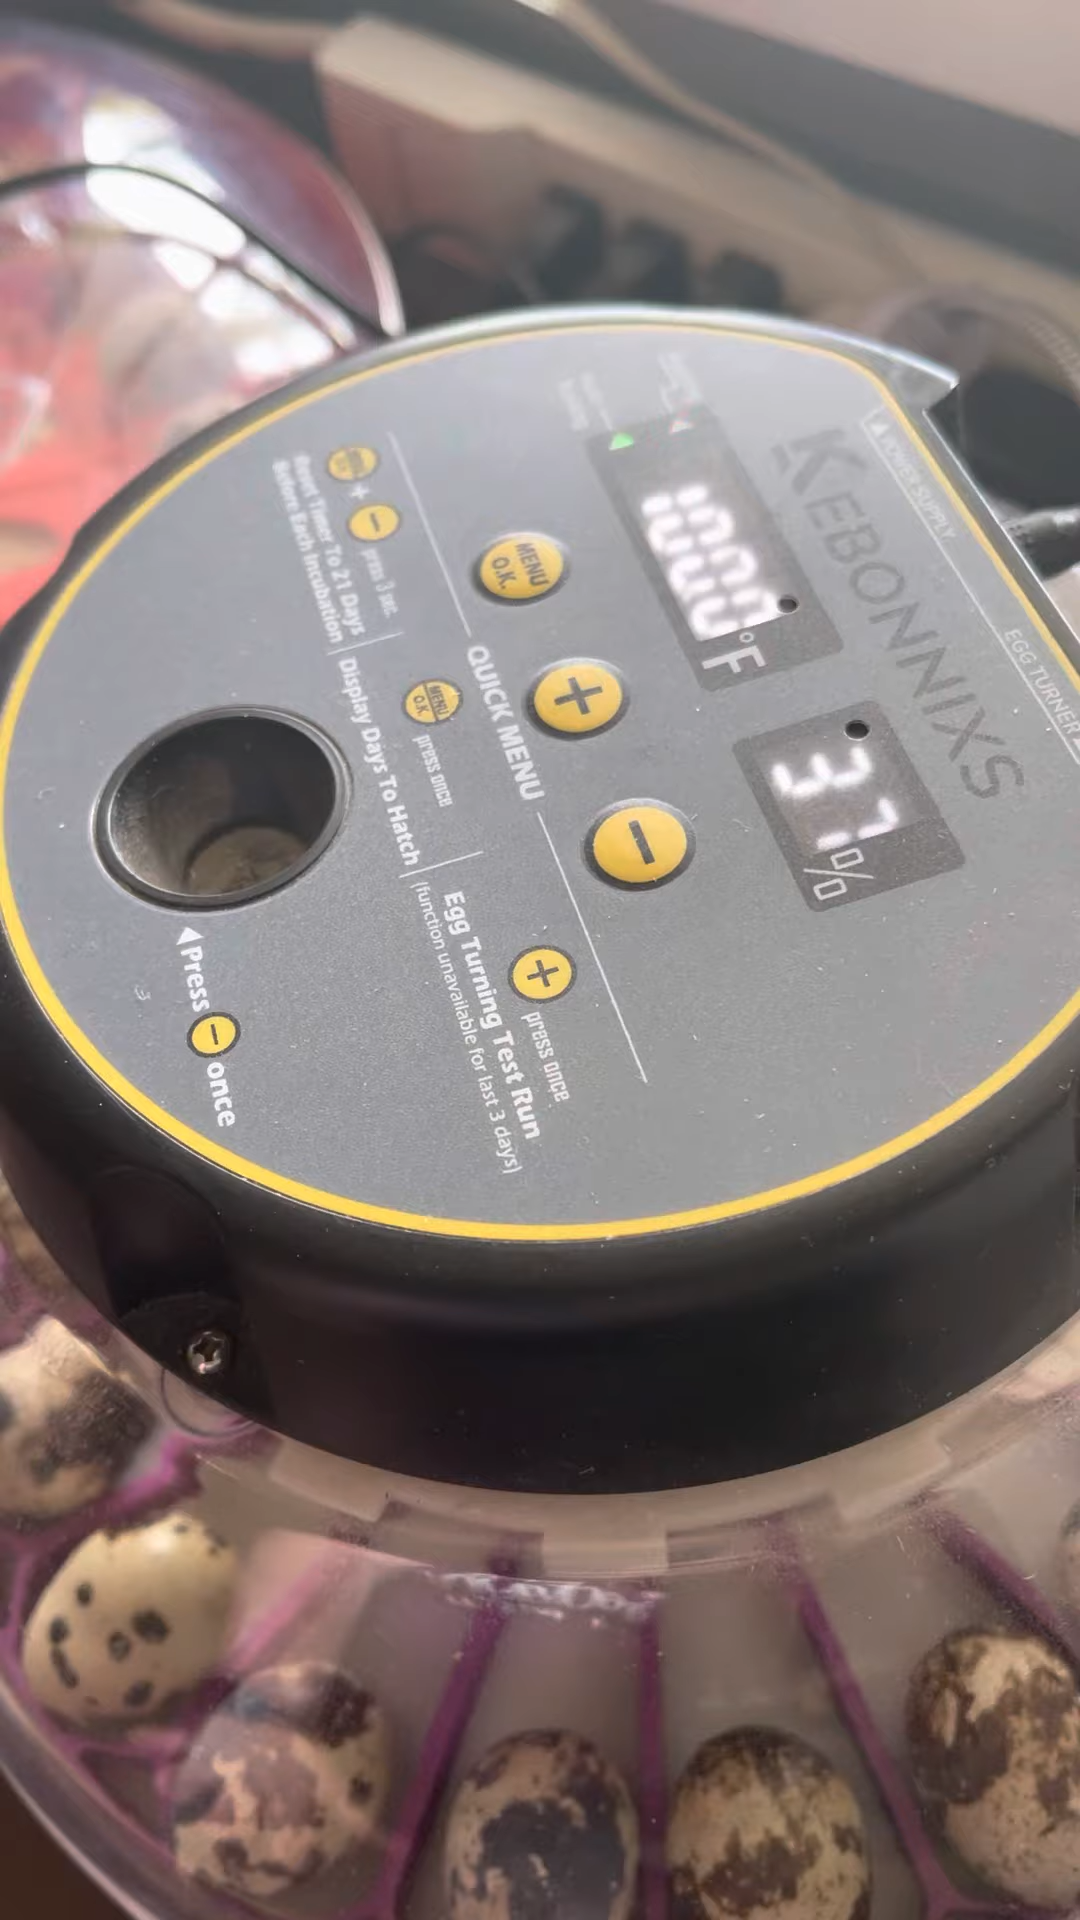 KEBONNIXS
▲ POWER SUPPLY
EGG TURNER
100.0 °F
37 %
MENU O.K.
+
−
QUICK MENU
+ − press 3 sec.
Reset Timer To 21 Days
Before Each Incubation
MENU O.K. press once
Display Days To Hatch
+ press once
Egg Turning Test Run
(function unavailable for last 3 days)
◀Press − once